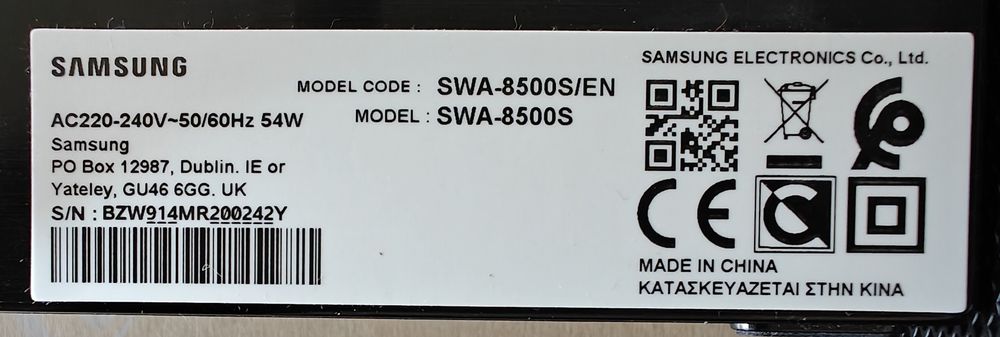 SAMSUNG
MODEL CODE : SWA-8500S/EN
MODEL : SWA-8500S
AC220-240V~50/60Hz 54W
Samsung
PO Box 12987, Dublin. IE or
Yateley, GU46 6GG. UK
S/N : BZW914MR200242Y
SAMSUNG ELECTRONICS Co., Ltd.
CE
MADE IN CHINA
ΚΑΤΑΣΚΕΥΑΖΕΤΑΙ ΣΤΗΝ ΚΙΝΑ